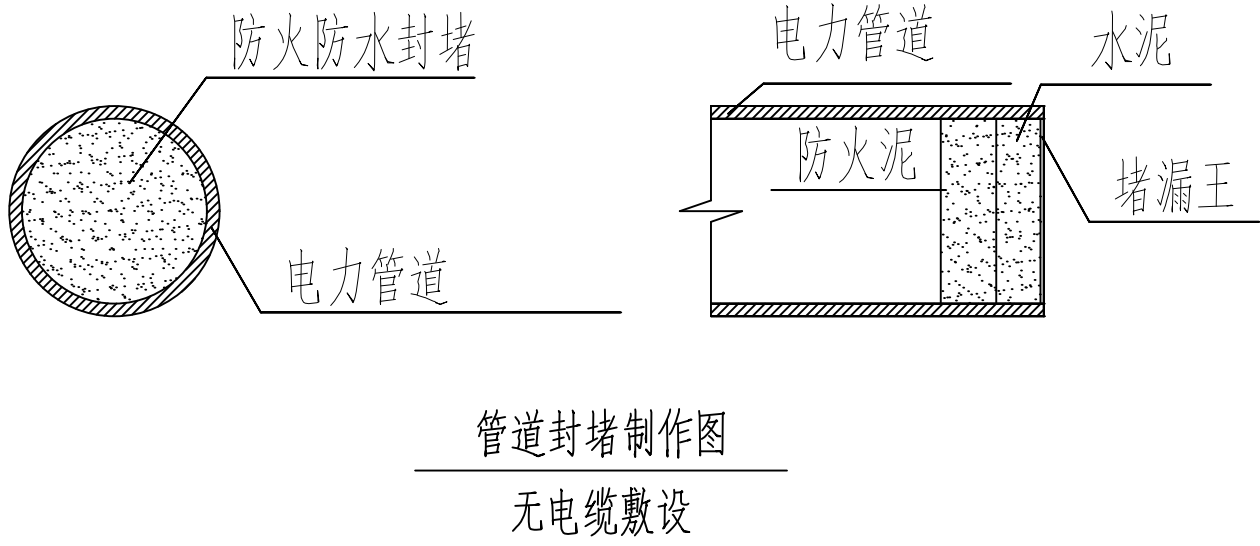 防火防水封堵
电力管道
电力管道
水泥
防火泥
堵漏王
管道封堵制作图
无电缆敷设